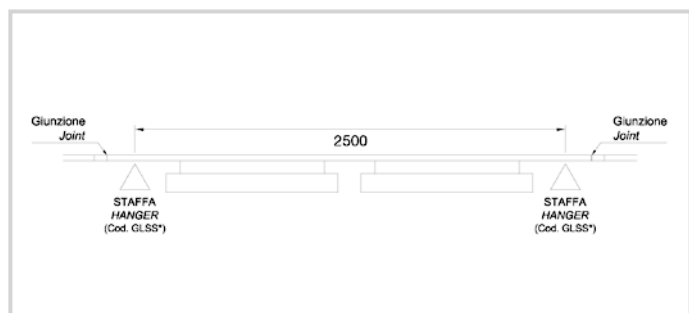 Giunzione
Joint
2500
Giunzione
Joint
STAFFA
HANGER
(Cod. GLSS*)
STAFFA
HANGER
(Cod. GLSS*)